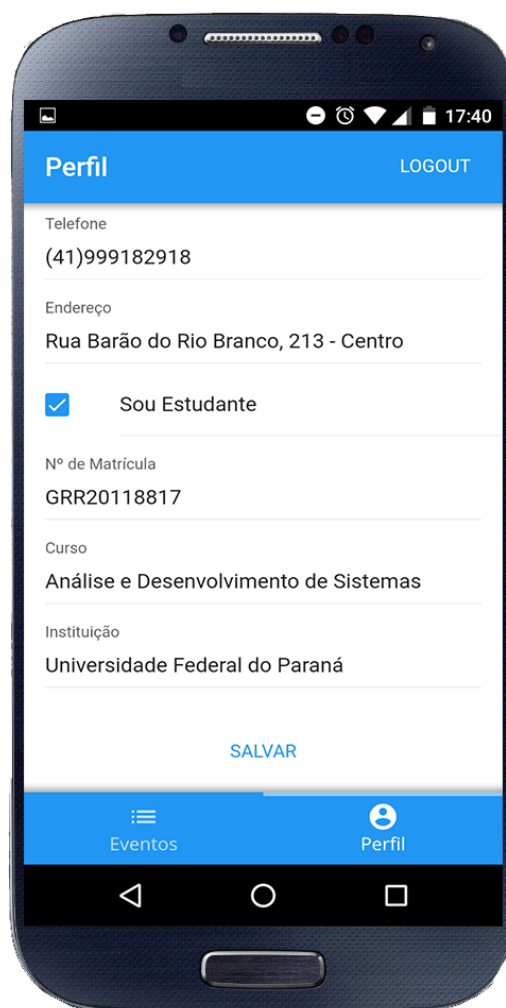 17:40
Perfil LOGOUT
Telefone
(41)999182918
Endereço
Rua Barão do Rio Branco, 213 - Centro
Sou Estudante
Nº de Matrícula
GRR20118817
Curso
Análise e Desenvolvimento de Sistemas
Instituição
Universidade Federal do Paraná
SALVAR
Eventos Perfil